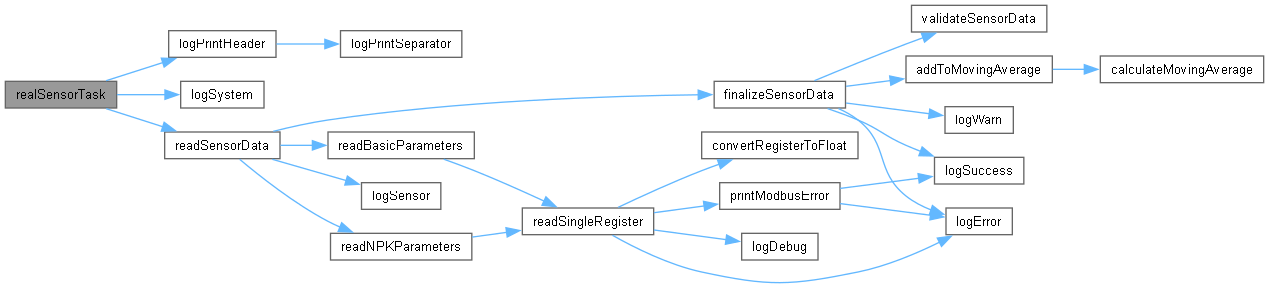 realSensorTask
logPrintHeader
logPrintSeparator
logSystem
readSensorData
readBasicParameters
logSensor
readNPKParameters
readSingleRegister
finalizeSensorData
validateSensorData
addToMovingAverage
calculateMovingAverage
logWarn
convertRegisterToFloat
logSuccess
printModbusError
logError
logDebug